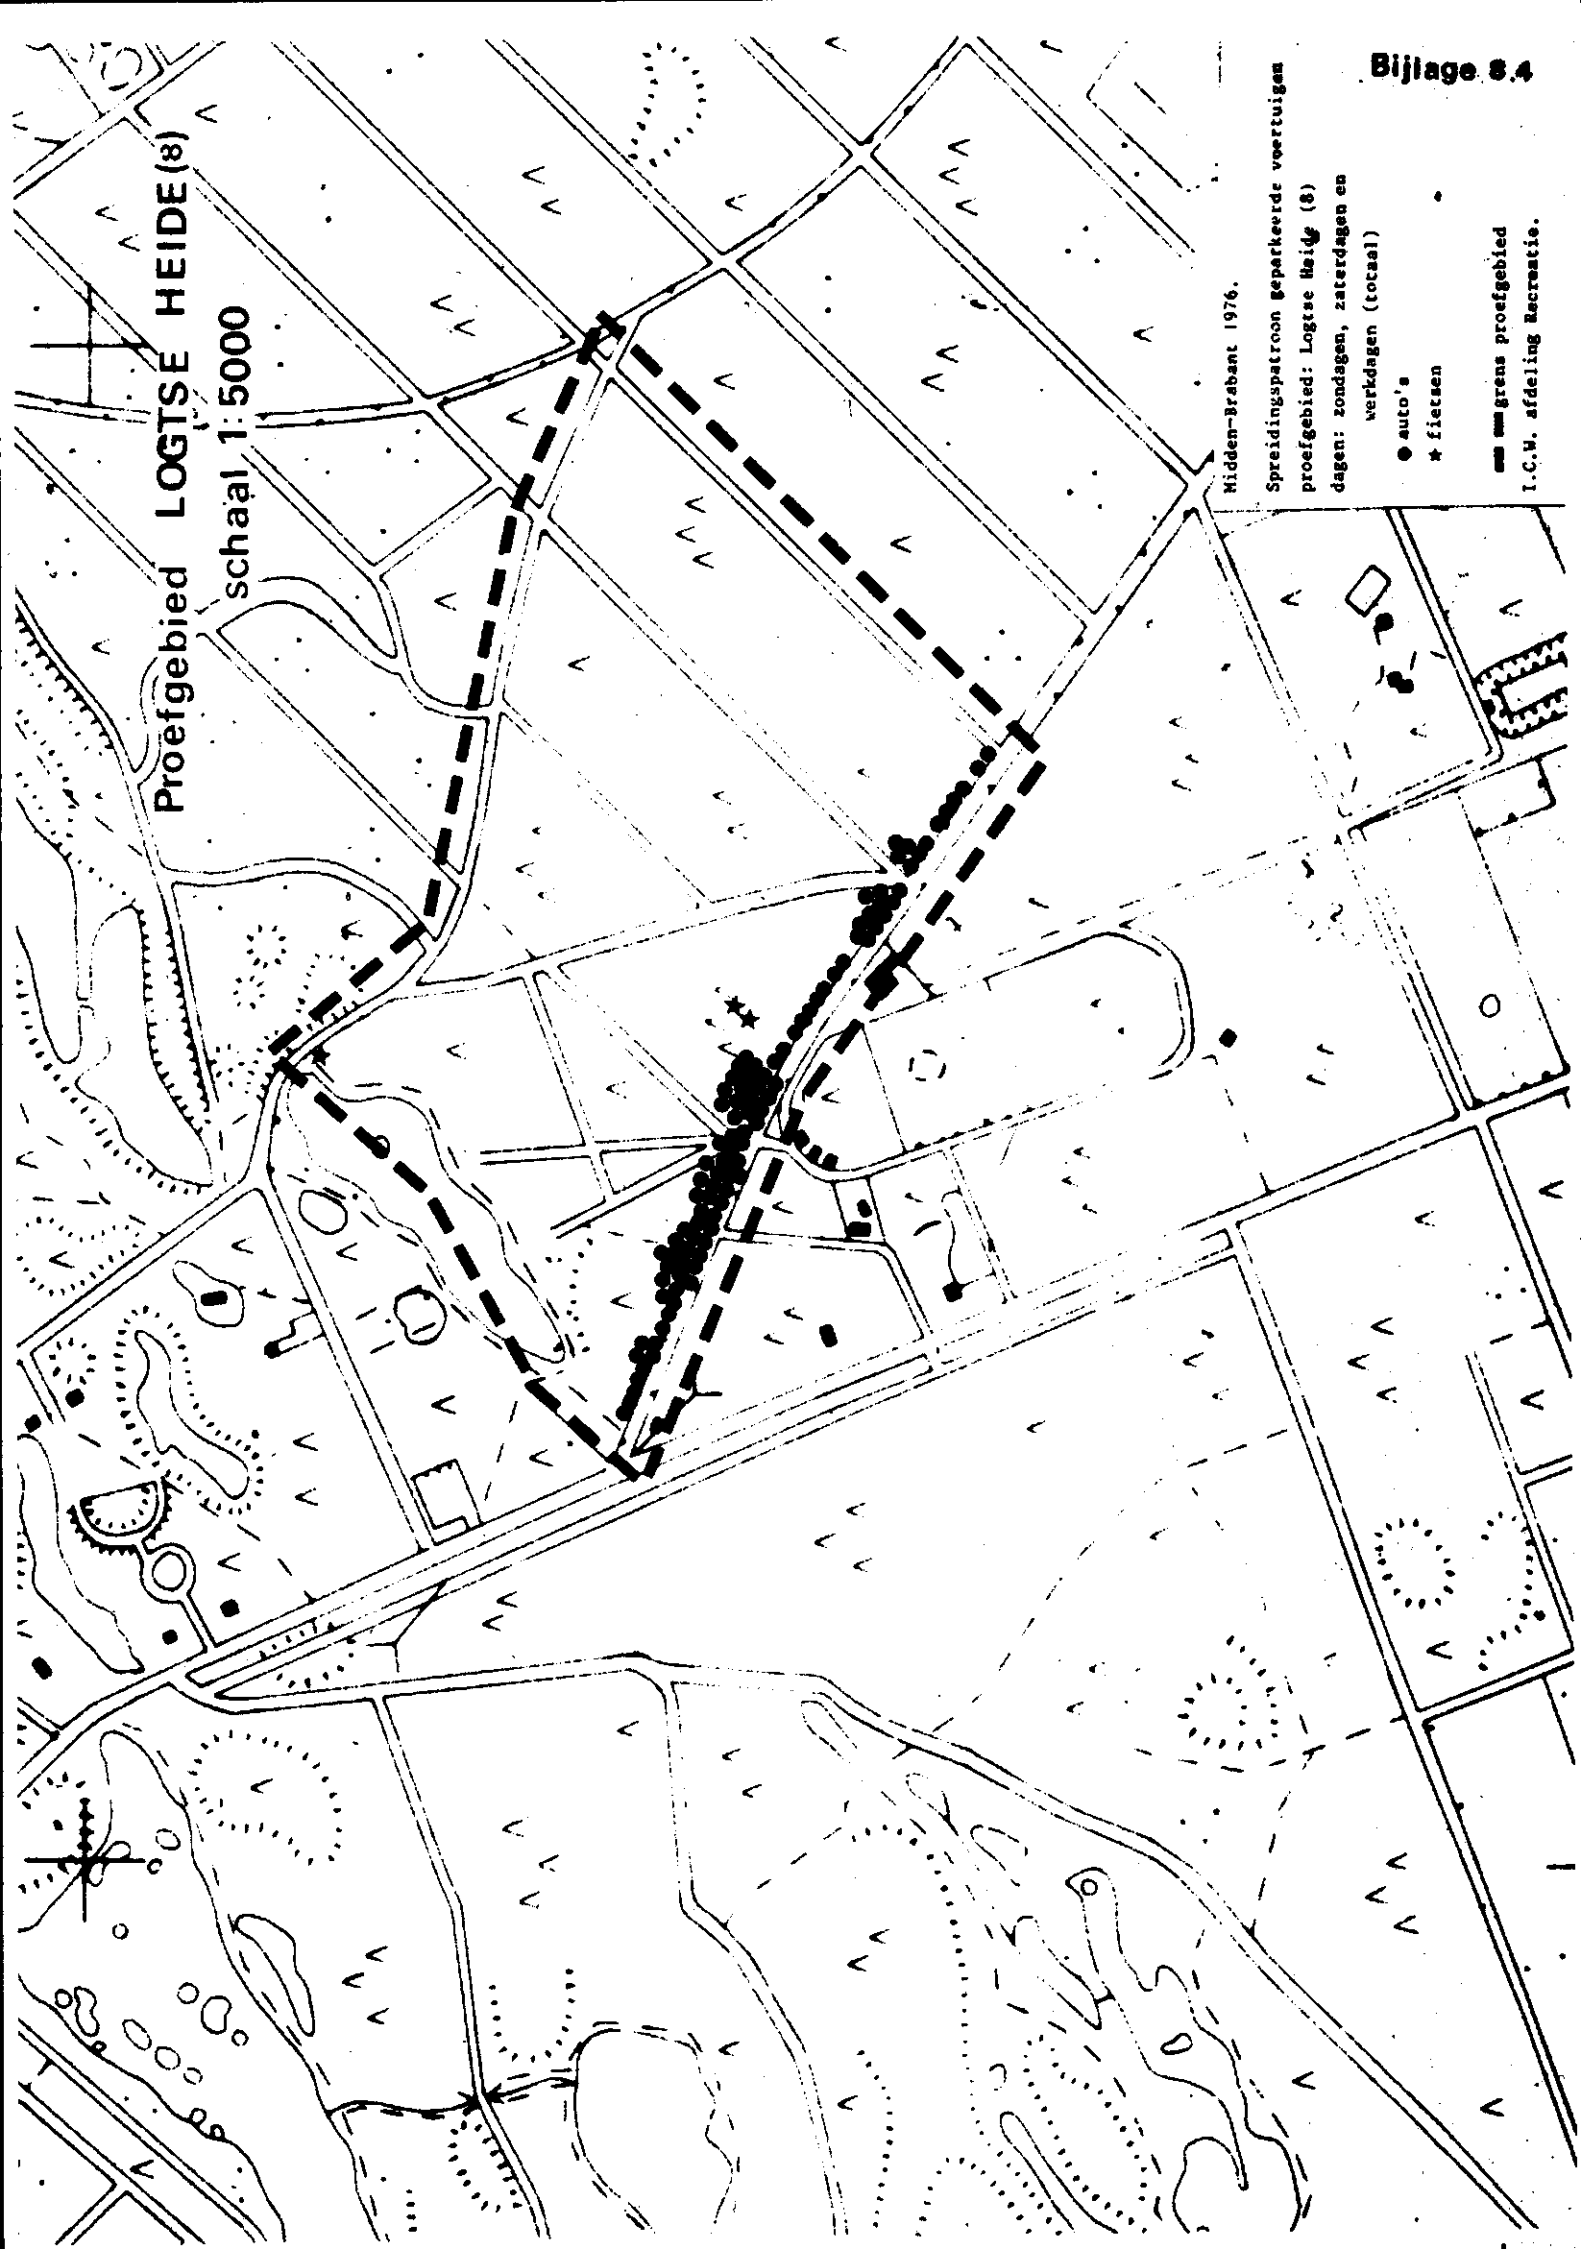 Bijlage 8.4
Proefgebied LOGTSE HEIDE (8)
schaal 1:5000
Midden-Brabant 1976.
Spreidingspatroon geparkeerde voertuigen
proefgebied: Logtse Heide (8)
dagen: zondagen, zaterdagen en
werkdagen (totaal)
● auto's
★ fietsen
grens proefgebied
I.C.W. afdeling Recreatie.